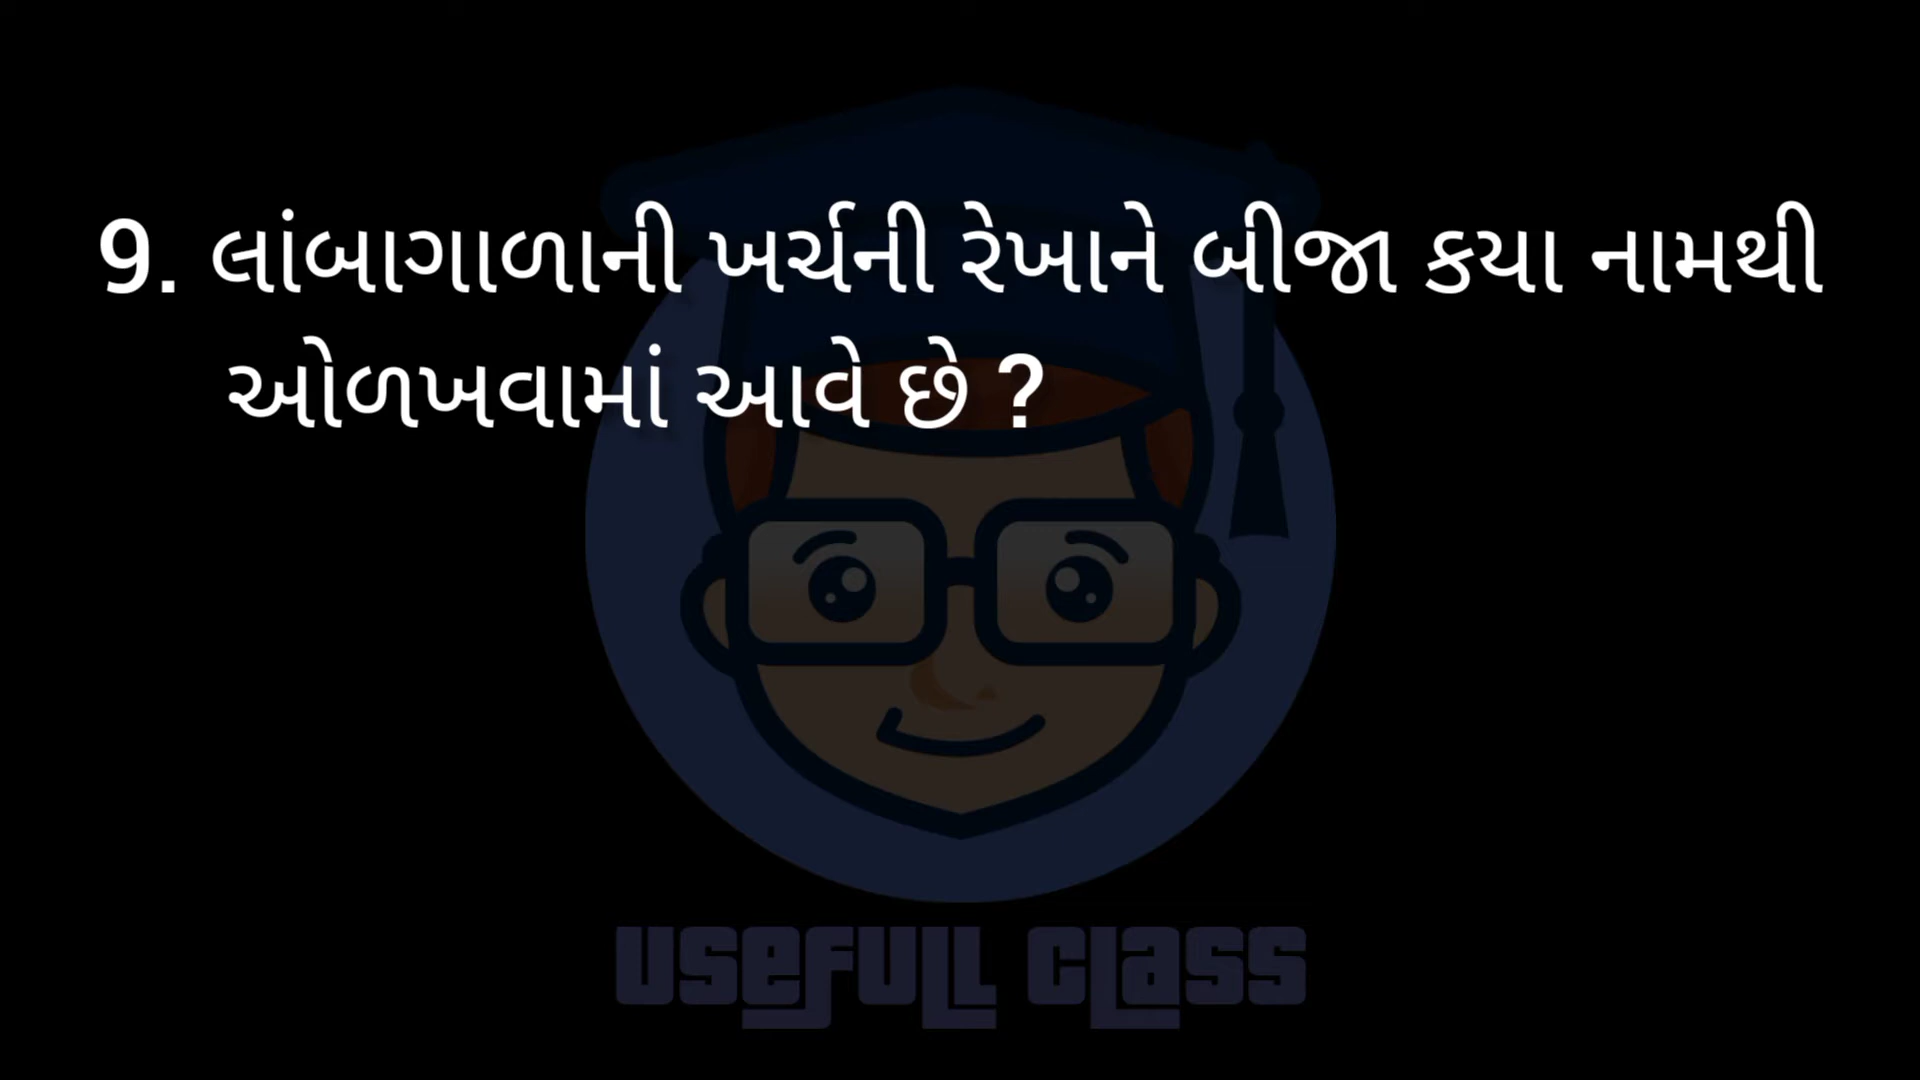 9. લાંબાગાળાની ખર્ચની રેખાને બીજા કયા નામથી
ઓળખવામાં આવે છે ?
USEFULL CLASS